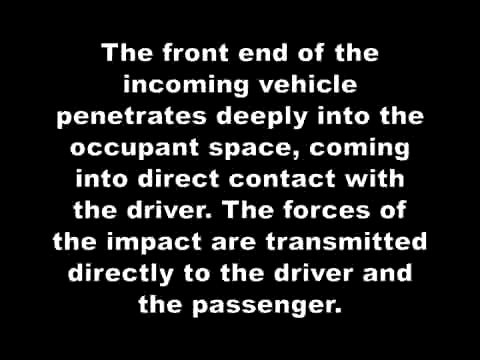 The front end of the
incoming vehicle
penetrates deeply into the
occupant space, coming
into direct contact with
the driver. The forces of
the impact are transmitted
directly to the driver and
the passenger.